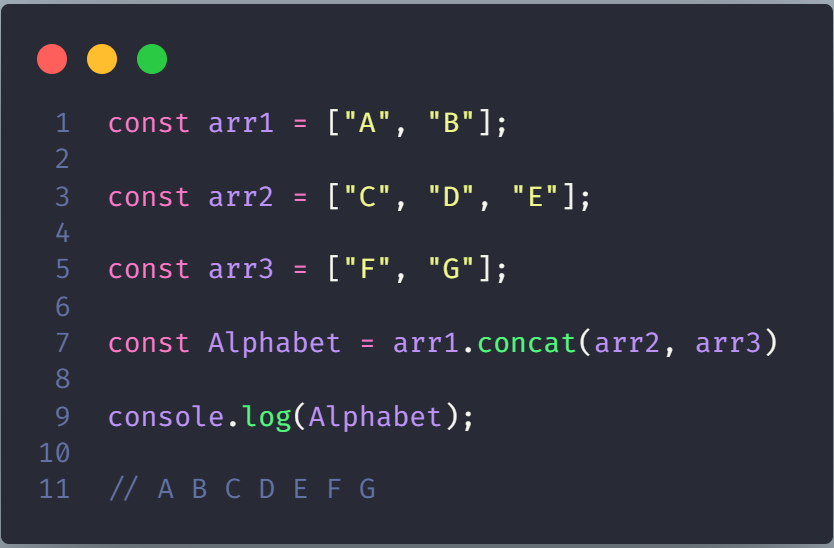 1 const arr1 = ["A", "B"];
2
3 const arr2 = ["C", "D", "E"];
4
5 const arr3 = ["F", "G"];
6
7 const Alphabet = arr1.concat(arr2, arr3)
8
9 console.log(Alphabet);
10
11 // A B C D E F G